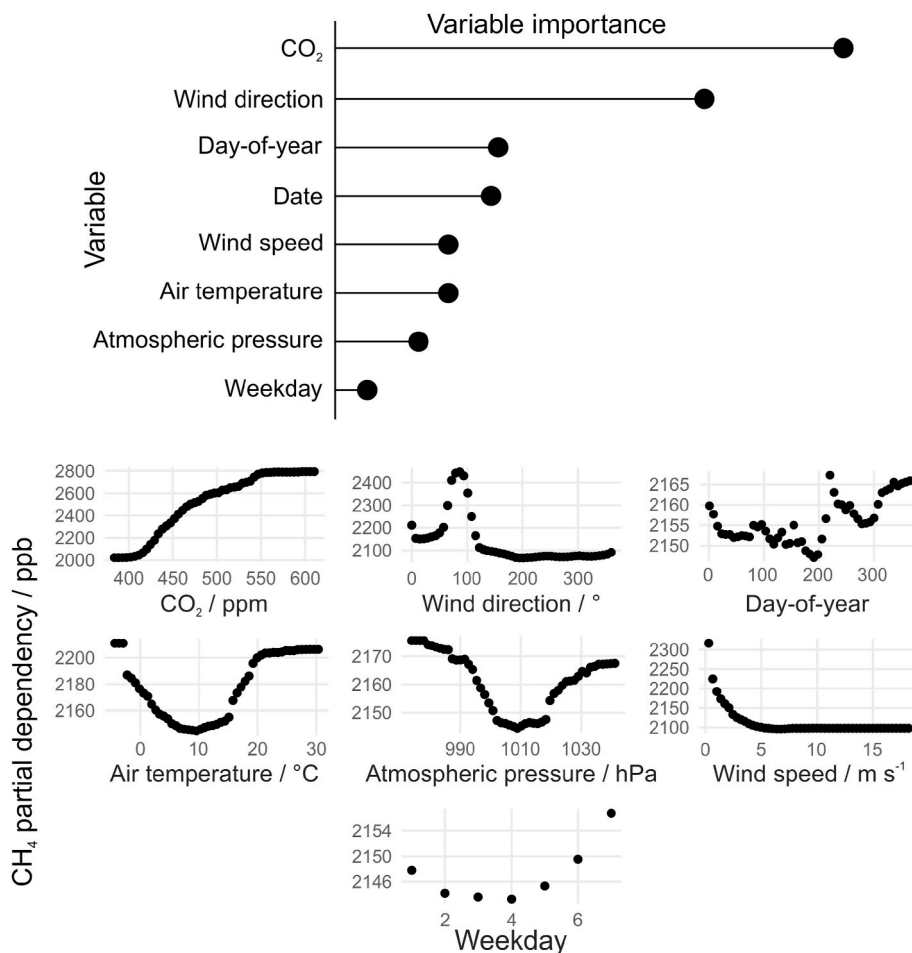 Variable importance
CO₂
Wind direction
Day-of-year
Date
Wind speed
Air temperature
Atmospheric pressure
Weekday
Variable
CH₄ partial dependency / ppb
2800
2600
2400
2200
2000
400 450 500 550 600
CO₂ / ppm
2400
2300
2200
2100
0 100 200 300
Wind direction / °
2165
2160
2155
2150
0 100 200 300
Day-of-year
2200
2180
2160
0 10 20 30
Air temperature / °C
2170
2160
2150
990 1010 1030
Atmospheric pressure / hPa
2300
2250
2200
2150
2100
0 5 10 15
Wind speed / m s⁻¹
2154
2150
2146
2 4 6
Weekday